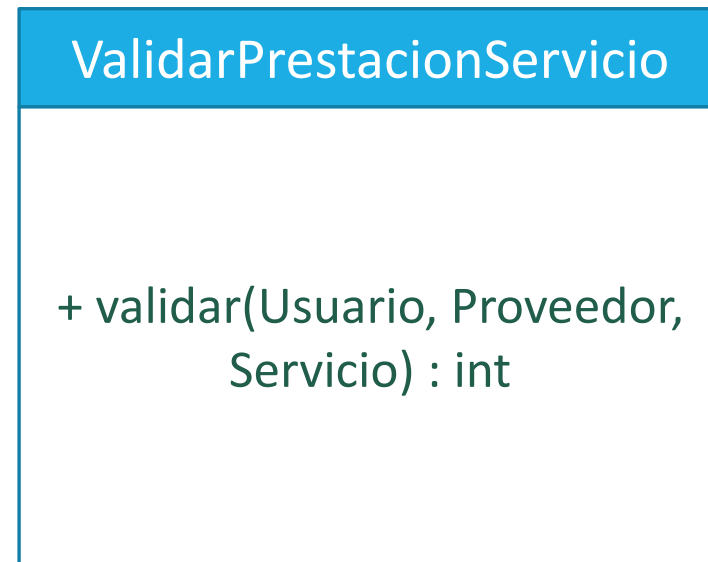 ValidarPrestacionServicio
+ validar(Usuario, Proveedor,
Servicio) : int